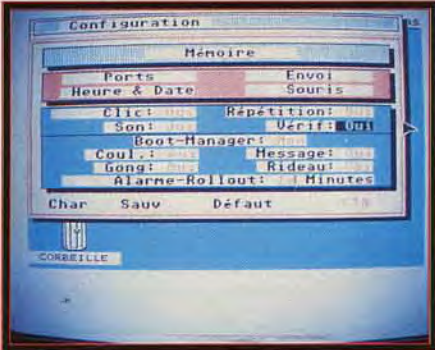 Configuration
Mémoire
Ports Envoi
Heure & Date Souris
Clic: Répétition:
Son: Vérif: Oui
Boot-Manager:
Coul.: Message:
Gong: Rideau:
Alarme-Rollout: Minutes
Char Sauv Défaut
CORBEILLE